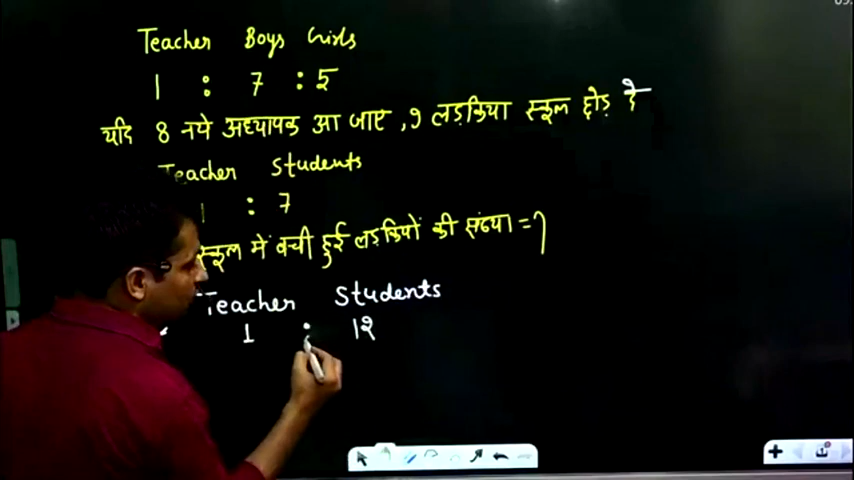 Teacher Boys Girls
1 : 7 : 5
यदि 8 नये अध्यापक आ जाए , 9 लड़किया स्कूल छोड़ दे
Teacher Students
1 : 7
स्कूल में बची हुई लड़कियों की संख्या = ?
Teacher Students
1 : 12